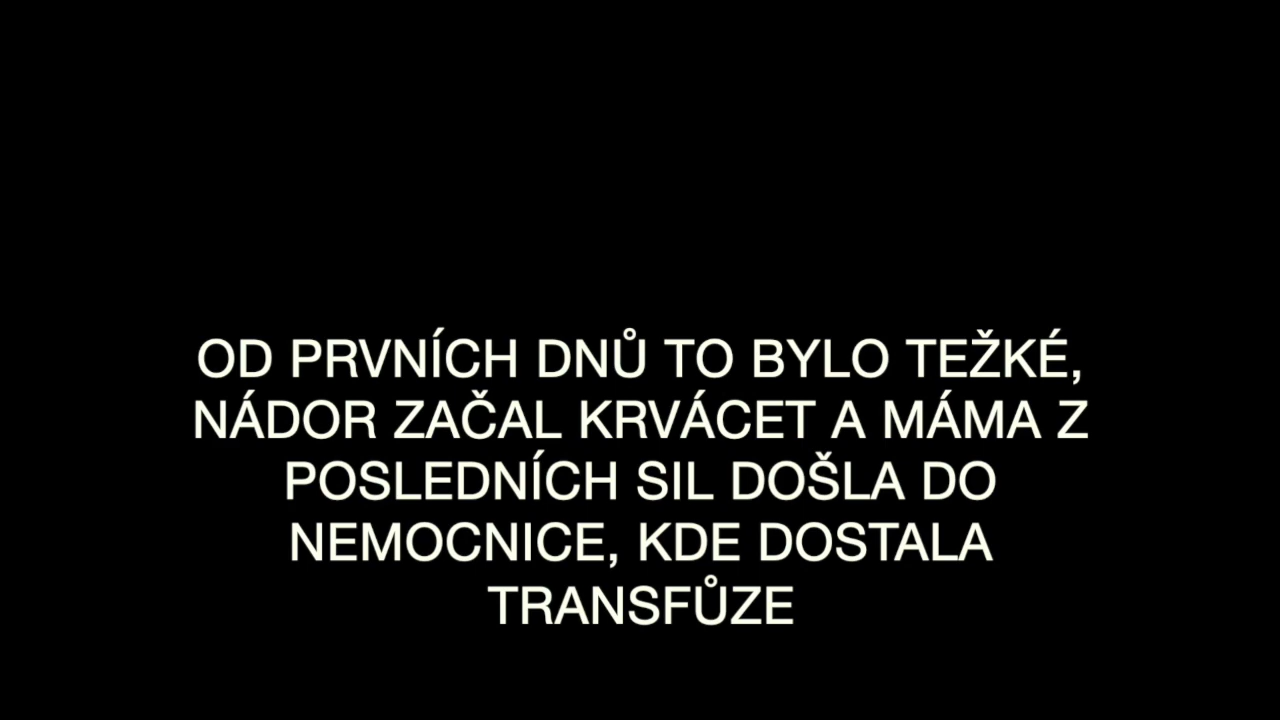 OD PRVNÍCH DNŮ TO BYLO TEŽKÉ,
NÁDOR ZAČAL KRVÁCET A MÁMA Z
POSLEDNÍCH SIL DOŠLA DO
NEMOCNICE, KDE DOSTALA
TRANSFŮZE